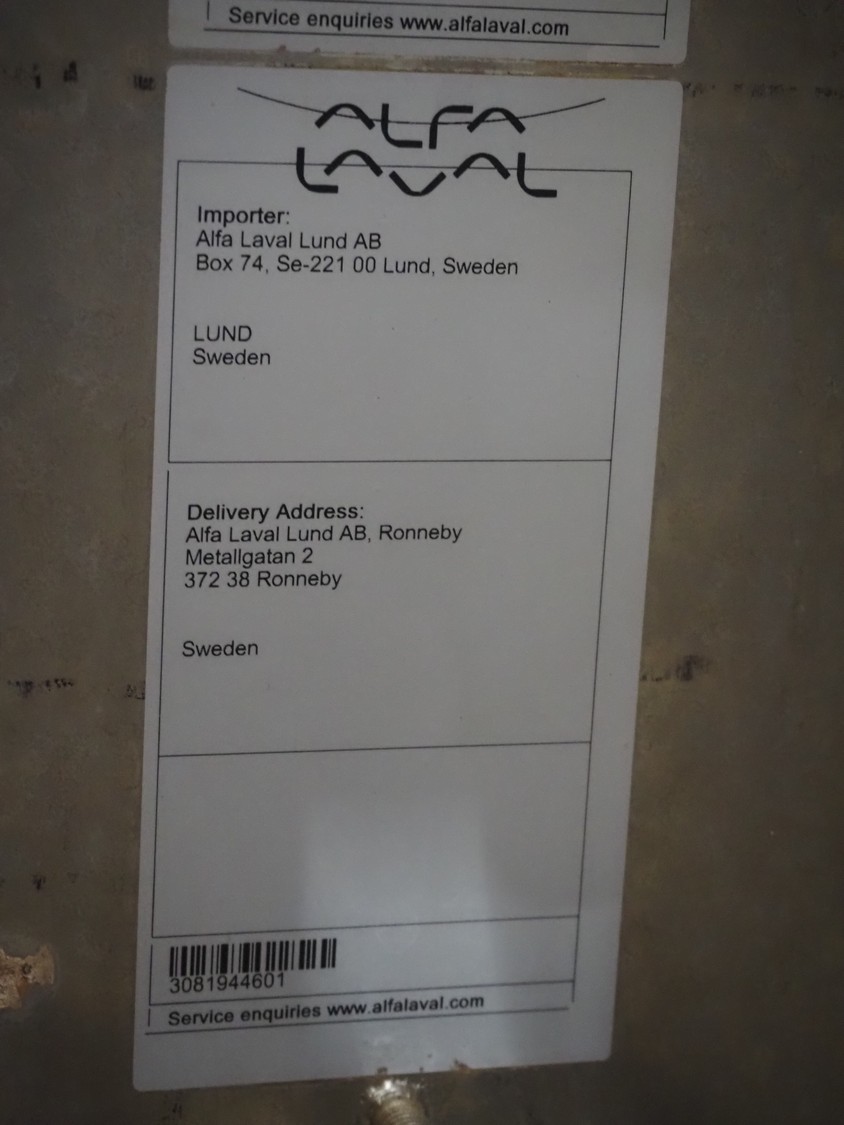 Service enquiries www.alfalaval.com
ALFA
LAVAL
Importer:
Alfa Laval Lund AB
Box 74, Se-221 00 Lund, Sweden
LUND
Sweden
Delivery Address:
Alfa Laval Lund AB, Ronneby
Metallgatan 2
372 38 Ronneby
Sweden
3081944601
Service enquiries www.alfalaval.com